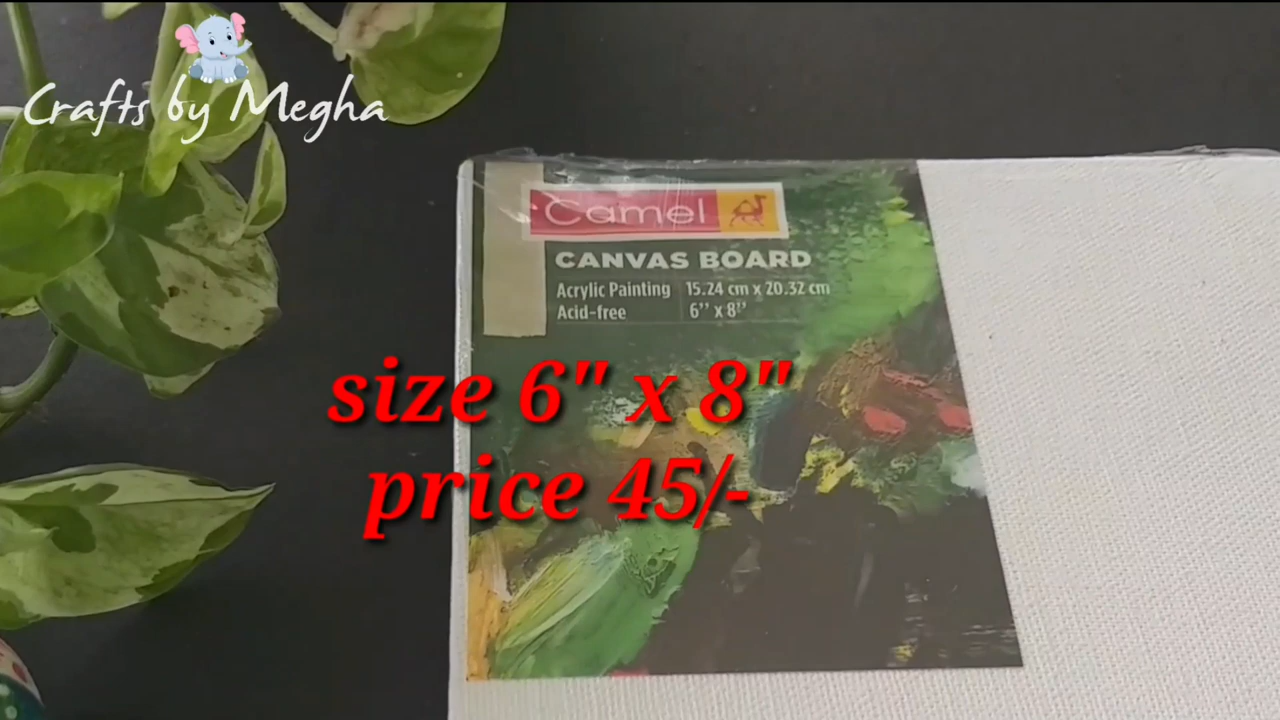 Crafts by Megha
Camel
CANVAS BOARD
Acrylic Painting 15.24 cm x 20.32 cm
Acid-free 6’’ x 8’’
size 6" x 8"
price 45/-